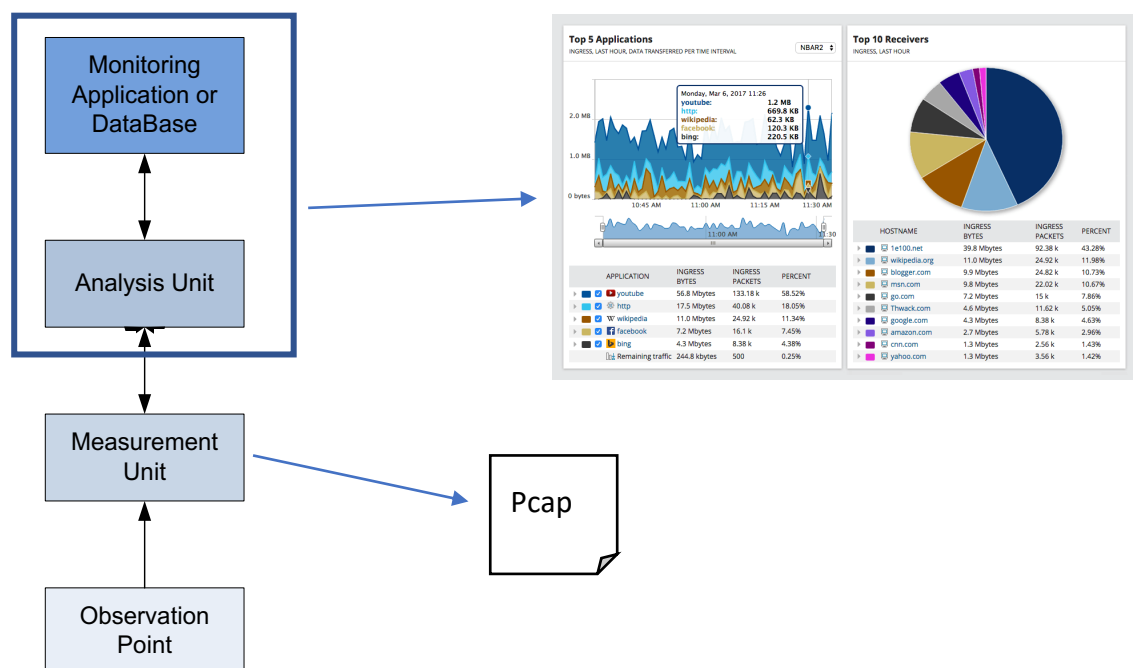 Monitoring
Application or
DataBase
Analysis Unit
Measurement
Unit
Observation
Point
Pcap
Top 5 Applications
INGRESS, LAST HOUR, DATA TRANSFERRED PER TIME INTERVAL
NBAR2
Monday, Mar 6, 2017 11:26
youtube: 1.2 MB
http: 669.8 KB
wikipedia: 62.3 KB
facebook: 120.3 KB
bing: 220.5 KB
2.0 MB
1.0 MB
0 bytes
10:45 AM 11:00 AM 11:15 AM 11:30 AM
11:00 AM 11:30
APPLICATION INGRESS BYTES INGRESS PACKETS PERCENT
youtube 56.8 Mbytes 133.18 k 58.52%
http 17.5 Mbytes 40.08 k 18.05%
W wikipedia 11.0 Mbytes 24.92 k 11.34%
facebook 7.2 Mbytes 16.1 k 7.45%
bing 4.3 Mbytes 8.38 k 4.38%
Remaining traffic 244.8 kbytes 500 0.25%
Top 10 Receivers
INGRESS, LAST HOUR
HOSTNAME INGRESS BYTES INGRESS PACKETS PERCENT
1e100.net 39.8 Mbytes 92.38 k 43.28%
wikipedia.org 11.0 Mbytes 24.92 k 11.98%
blogger.com 9.9 Mbytes 24.82 k 10.73%
msn.com 9.8 Mbytes 22.02 k 10.67%
go.com 7.2 Mbytes 15 k 7.86%
Thwack.com 4.6 Mbytes 11.62 k 5.05%
google.com 4.3 Mbytes 8.38 k 4.63%
amazon.com 2.7 Mbytes 5.78 k 2.96%
cnn.com 1.3 Mbytes 2.56 k 1.43%
yahoo.com 1.3 Mbytes 3.56 k 1.42%